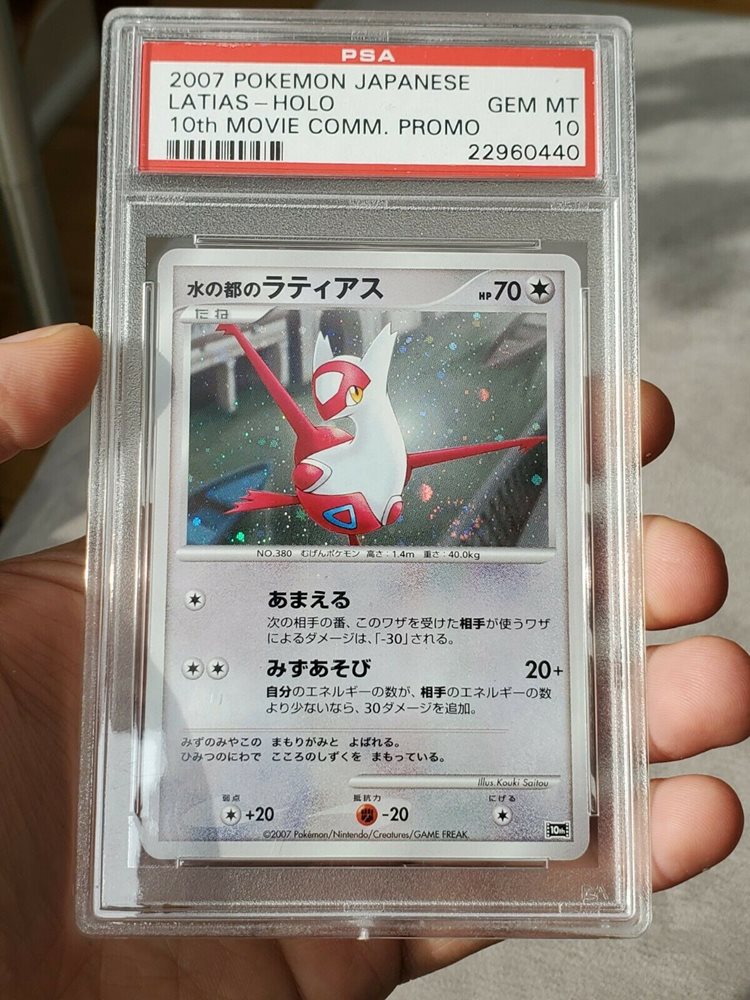 PSA
2007 POKEMON JAPANESE
LATIAS-HOLO GEM MT
10th MOVIE COMM. PROMO 10
22960440
水の都のラティアス HP 70
たね
NO.380 むげんポケモン 高さ:1.4m 重さ:40.0kg
あまえる
次の相手の番、このワザを受けた相手が使うワザ
によるダメージは、「-30」される。
みずあそび 20+
自分のエネルギーの数が、相手のエネルギーの数
より少ないなら、30ダメージを追加。
みずのみやこの まもりがみと よばれる。
ひみつのにわで こころのしずくを まもっている。
Illus. Kouki Saitou
弱点 抵抗力 にげる
+20 -20
10th
©2007 Pokémon/Nintendo/Creatures/GAME FREAK